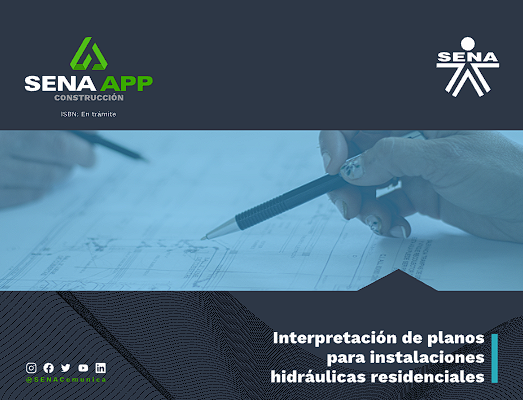 SENA APP
CONSTRUCCIÓN
ISBN: En trámite
SENA
Interpretación de planos
para instalaciones
hidráulicas residenciales
@SENAComunica